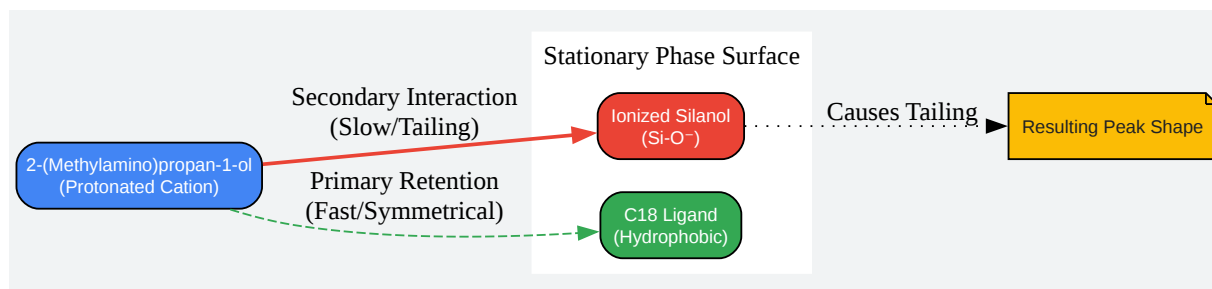 Stationary Phase Surface
Secondary Interaction
(Slow/Tailing)
Ionized Silanol
(Si-O⁻)
Causes Tailing
Resulting Peak Shape
2-(Methylamino)propan-1-ol
(Protonated Cation)
Primary Retention
(Fast/Symmetrical)
C18 Ligand
(Hydrophobic)